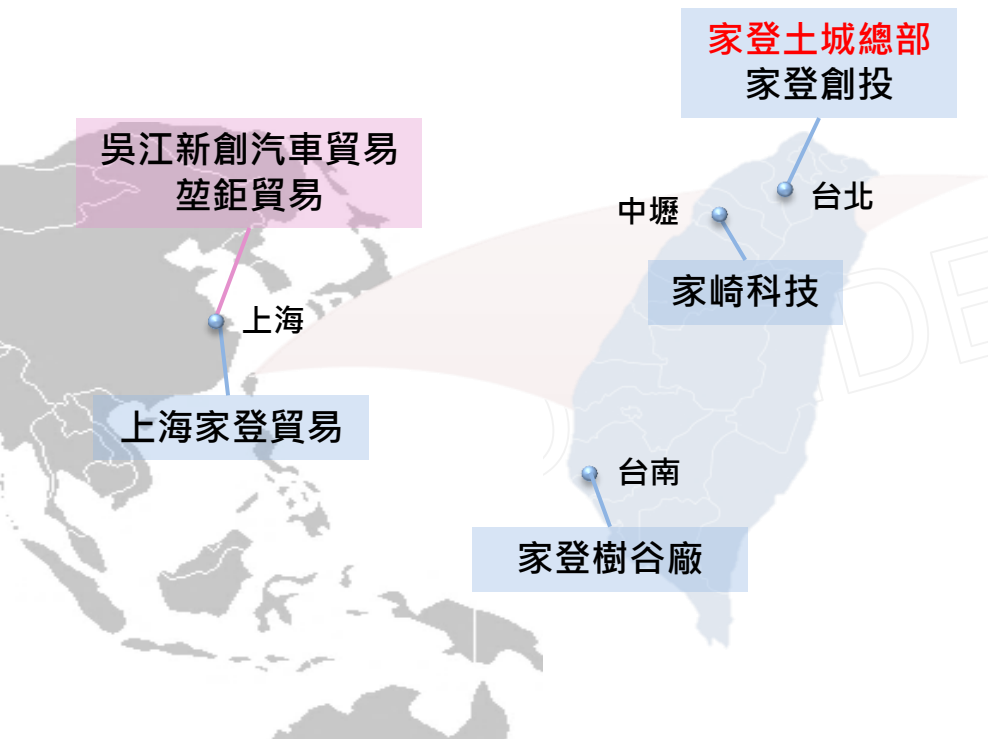 家登土城總部
家登創投
吳江新創汽車貿易
堃鉅貿易
中壢
台北
家崎科技
上海
上海家登貿易
台南
家登樹谷廠